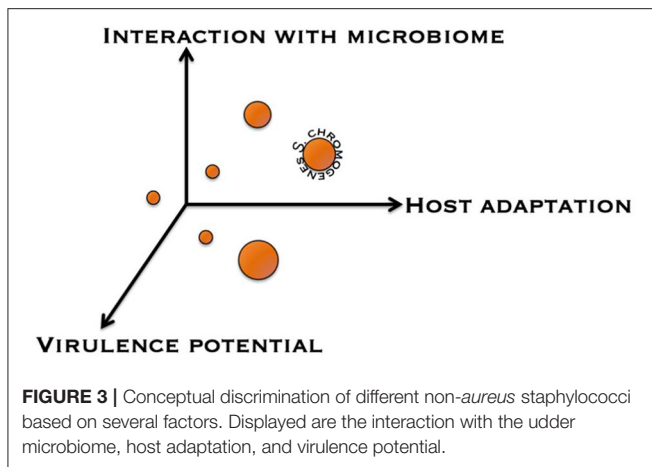 INTERACTION WITH MICROBIOME
S. CHROMOGENES
HOST ADAPTATION
VIRULENCE POTENTIAL
FIGURE 3 | Conceptual discrimination of different non-aureus staphylococci
based on several factors. Displayed are the interaction with the udder
microbiome, host adaptation, and virulence potential.